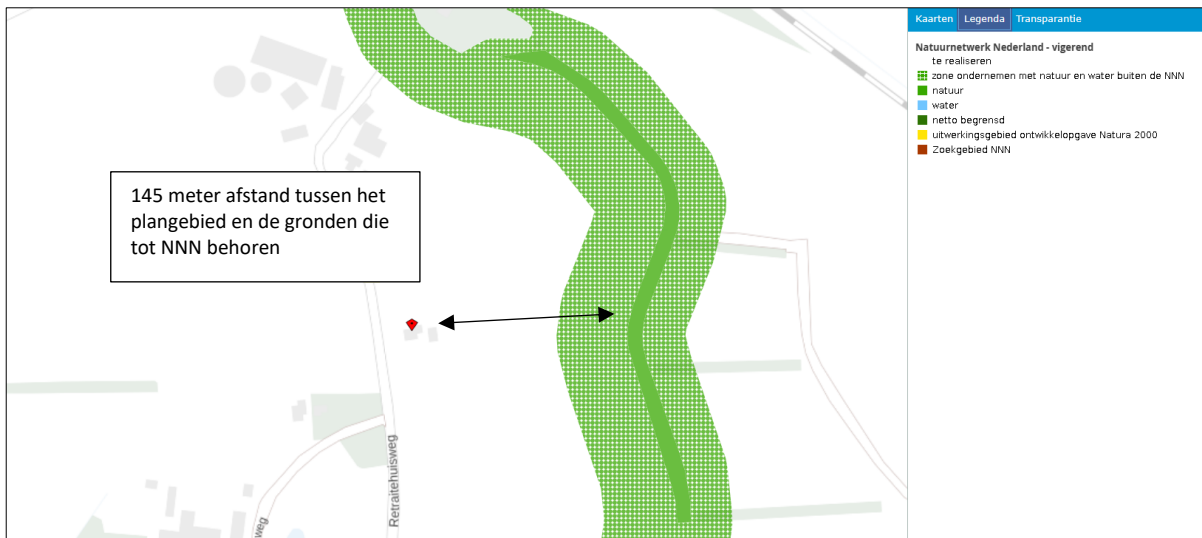 Kaarten Legenda Transparantie
Natuurnetwerk Nederland - vigerend
te realiseren
zone ondernemen met natuur en water buiten de NNN
natuur
water
netto begrensd
uitwerkingsgebied ontwikkelopgave Natura 2000
Zoekgebied NNN
145 meter afstand tussen het
plangebied en de gronden die
tot NNN behoren
Retraitehuisweg
weg